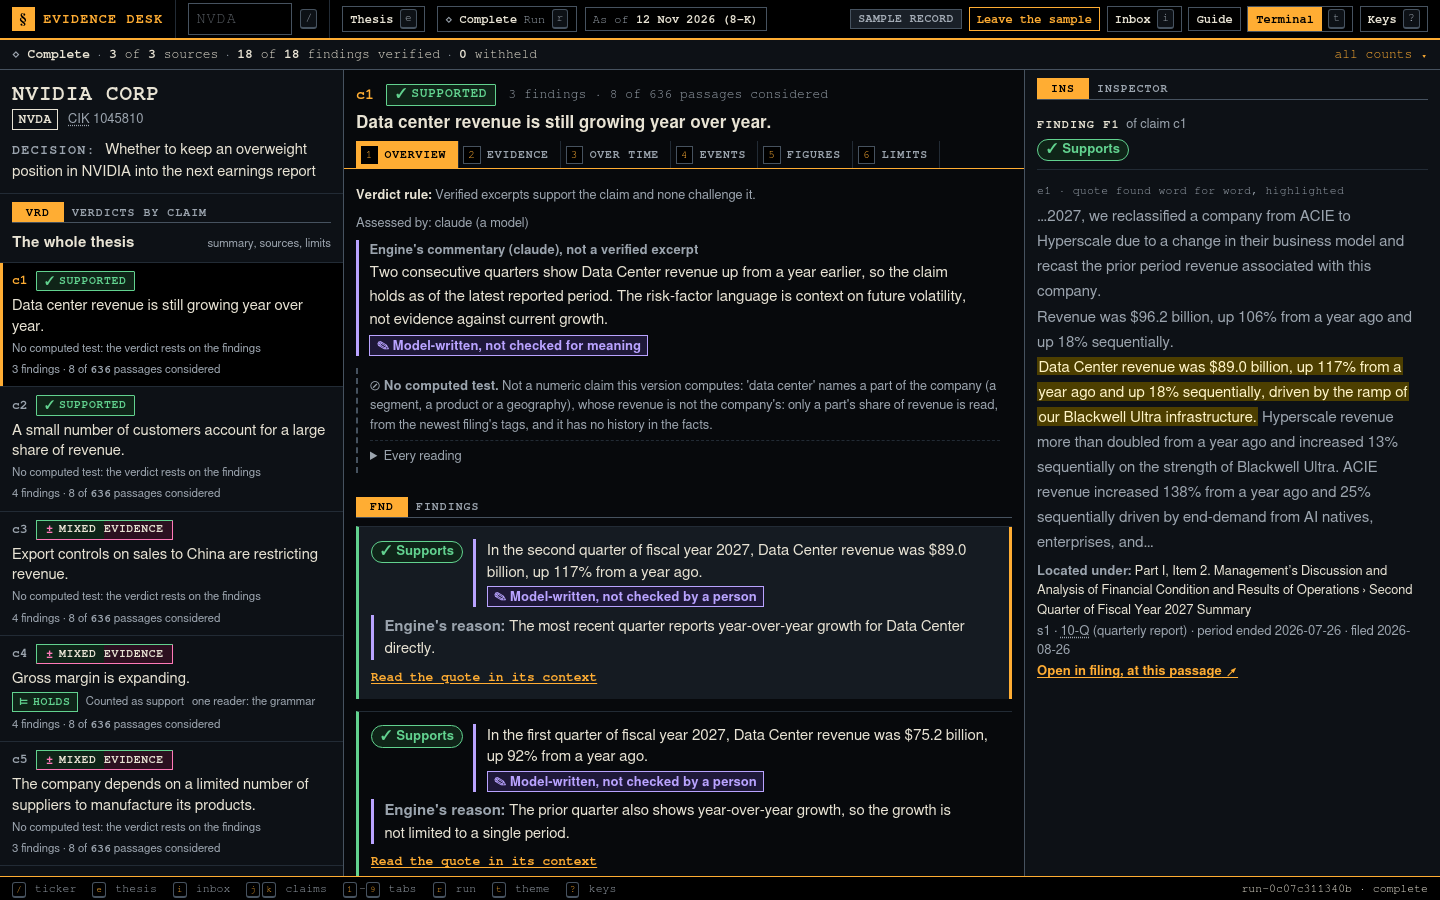 § EVIDENCE DESK NVDA / Thesis e ◇ Complete Run r As of 12 Nov 2026 (8-K) SAMPLE RECORD Leave the sample Inbox i Guide Terminal t Keys ?
◇ Complete · 3 of 3 sources · 18 of 18 findings verified · 0 withheld all counts ▾
NVIDIA CORP
NVDA CIK 1045810
DECISION: Whether to keep an overweight
position in NVIDIA into the next earnings report
VRD VERDICTS BY CLAIM
The whole thesis summary, sources, limits
c1 ✓ SUPPORTED
Data center revenue is still growing year over
year.
No computed test: the verdict rests on the findings
3 findings · 8 of 636 passages considered
c2 ✓ SUPPORTED
A small number of customers account for a large
share of revenue.
No computed test: the verdict rests on the findings
4 findings · 8 of 636 passages considered
c3 ± MIXED EVIDENCE
Export controls on sales to China are restricting
revenue.
No computed test: the verdict rests on the findings
4 findings · 8 of 636 passages considered
c4 ± MIXED EVIDENCE
Gross margin is expanding.
⊨ HOLDS Counted as support one reader: the grammar
4 findings · 8 of 636 passages considered
c5 ± MIXED EVIDENCE
The company depends on a limited number of
suppliers to manufacture its products.
No computed test: the verdict rests on the findings
3 findings · 8 of 636 passages considered
c1 ✓ SUPPORTED 3 findings · 8 of 636 passages considered
Data center revenue is still growing year over year.
1 OVERVIEW 2 EVIDENCE 3 OVER TIME 4 EVENTS 5 FIGURES 6 LIMITS
Verdict rule: Verified excerpts support the claim and none challenge it.
Assessed by: claude (a model)
Engine's commentary (claude), not a verified excerpt
Two consecutive quarters show Data Center revenue up from a year earlier, so the claim
holds as of the latest reported period. The risk-factor language is context on future volatility,
not evidence against current growth.
✎ Model-written, not checked for meaning
⊘ No computed test. Not a numeric claim this version computes: 'data center' names a part of the company (a
segment, a product or a geography), whose revenue is not the company's: only a part's share of revenue is read,
from the newest filing's tags, and it has no history in the facts.
▶ Every reading
FND FINDINGS
✓ Supports In the second quarter of fiscal year 2027, Data Center revenue was $89.0
billion, up 117% from a year ago.
✎ Model-written, not checked by a person
Engine's reason: The most recent quarter reports year-over-year growth for Data Center
directly.
Read the quote in its context
✓ Supports In the first quarter of fiscal year 2027, Data Center revenue was $75.2 billion,
up 92% from a year ago.
✎ Model-written, not checked by a person
Engine's reason: The prior quarter also shows year-over-year growth, so the growth is
not limited to a single period.
Read the quote in its context
INS INSPECTOR
FINDING F1 of claim c1
✓ Supports
e1 · quote found word for word, highlighted
…2027, we reclassified a company from ACIE to
Hyperscale due to a change in their business model and
recast the prior period revenue associated with this
company.
Revenue was $96.2 billion, up 106% from a year ago and
up 18% sequentially.
Data Center revenue was $89.0 billion, up 117% from a
year ago and up 18% sequentially, driven by the ramp of
our Blackwell Ultra infrastructure. Hyperscale revenue
more than doubled from a year ago and increased 13%
sequentially on the strength of Blackwell Ultra. ACIE
revenue increased 138% from a year ago and 25%
sequentially driven by end-demand from AI natives,
enterprises, and…
Located under: Part I, Item 2. Management's Discussion and
Analysis of Financial Condition and Results of Operations › Second
Quarter of Fiscal Year 2027 Summary
s1 · 10-Q (quarterly report) · period ended 2026-07-26 · filed 2026-
08-26
Open in filing, at this passage ↗
/ ticker e thesis i inbox j k claims 1 – 9 tabs r run t theme ? keys run-0c07c311340b · complete